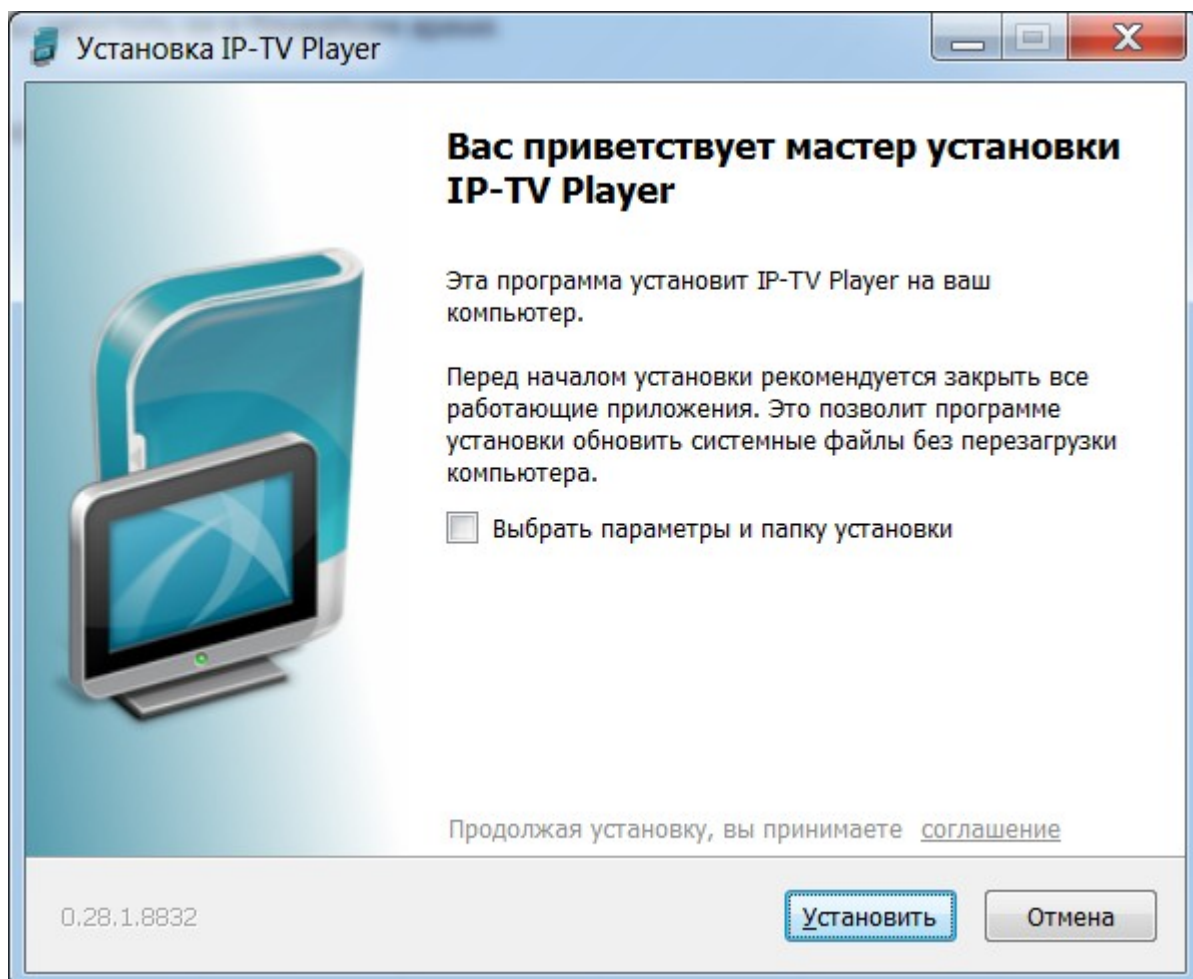 Установка IP-TV Player
Вас приветствует мастер установки
IP-TV Player
Эта программа установит IP-TV Player на ваш
компьютер.
Перед началом установки рекомендуется закрыть все
работающие приложения. Это позволит программе
установки обновить системные файлы без перезагрузки
компьютера.
Выбрать параметры и папку установки
Продолжая установку, вы принимаете соглашение
0.28.1.8832
Установить
Отмена